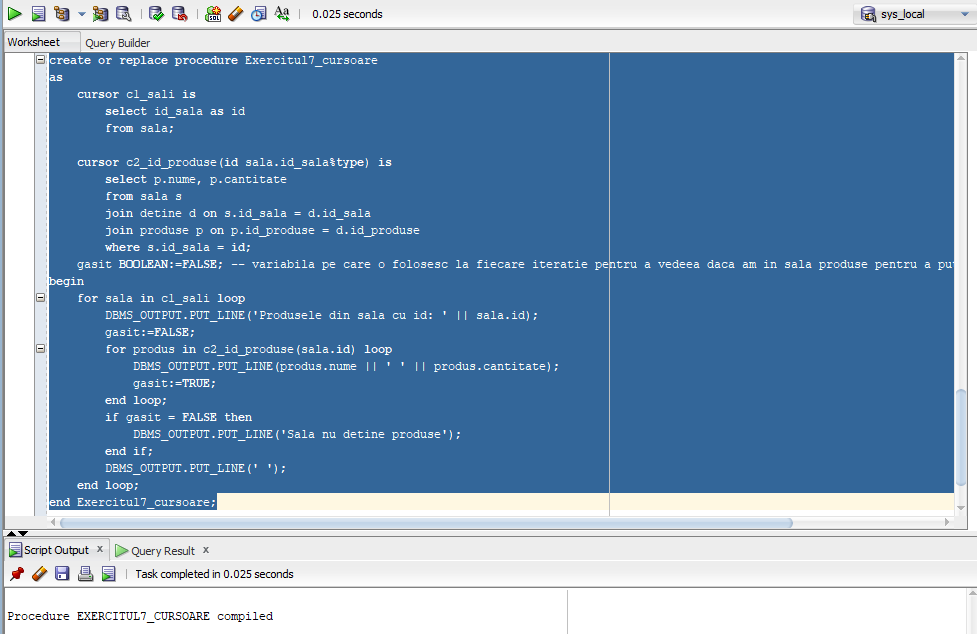 0.025 seconds
sys_local
Worksheet
Query Builder
create or replace procedure Exercitul7_cursoare
as
    cursor c1_sali is
        select id_sala as id
        from sala;
    cursor c2_id_produse(id sala.id_sala%type) is
        select p.nume, p.cantitate
        from sala s
        join detine d on s.id_sala = d.id_sala
        join produse p on p.id_produse = d.id_produse
        where s.id_sala = id;
    gasit BOOLEAN:=FALSE; -- variabila pe care o folosesc la fiecare iteratie pentru a vedeea daca am in sala produse pentru a pu
begin
    for sala in c1_sali loop
        DBMS_OUTPUT.PUT_LINE('Produsele din sala cu id: ' || sala.id);
        gasit:=FALSE;
        for produs in c2_id_produse(sala.id) loop
            DBMS_OUTPUT.PUT_LINE(produs.nume || ' ' || produs.cantitate);
            gasit:=TRUE;
        end loop;
        if gasit = FALSE then
            DBMS_OUTPUT.PUT_LINE('Sala nu detine produse');
        end if;
        DBMS_OUTPUT.PUT_LINE(' ');
    end loop;
end Exercitul7_cursoare;
Script Output x
Query Result x
Task completed in 0.025 seconds
Procedure EXERCITUL7_CURSOARE compiled